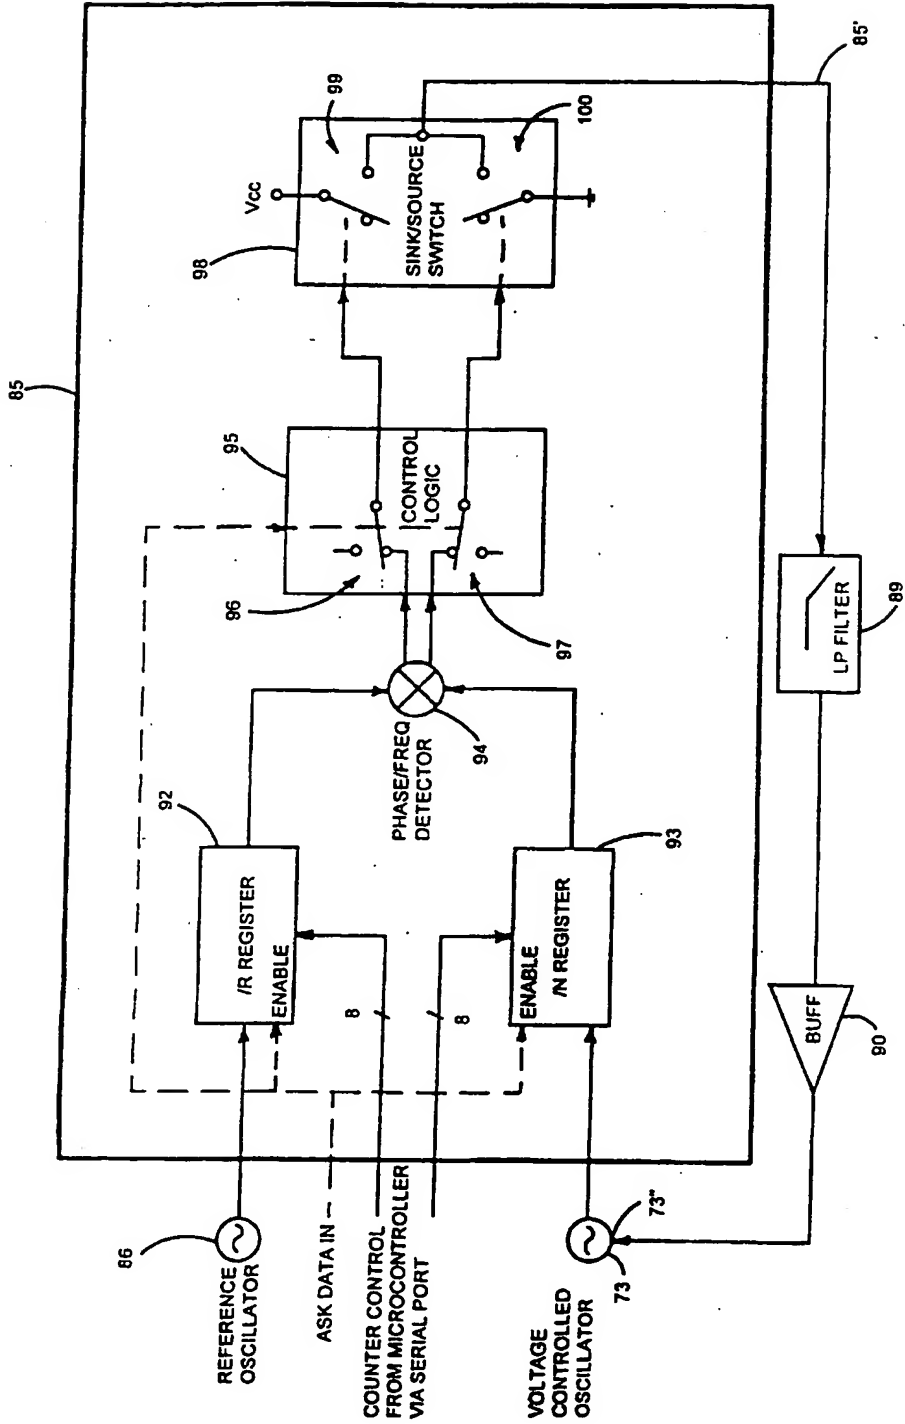 85
92
/R REGISTER
ENABLE
86
REFERENCE
OSCILLATOR
ASK DATA IN
COUNTER CONTROL
FROM MICROCONTROLLER
VIA SERIAL PORT
8
8
ENABLE
/N REGISTER
93
VOLTAGE
CONTROLLED
OSCILLATOR
73
73"
PHASE/FREQ
DETECTOR
94
95
96
CONTROL
LOGIC
97
98
Vcc
99
SINK/SOURCE
SWITCH
100
85'
LP FILTER
89
BUFF
90